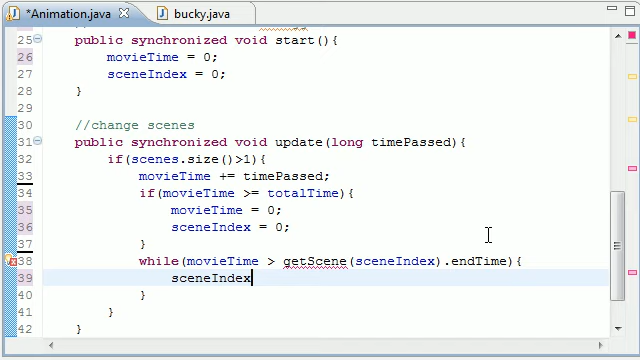 *Animation.java bucky.java
25 public synchronized void start(){
26 movieTime = 0;
27 sceneIndex = 0;
28 }
29
30 //change scenes
31 public synchronized void update(long timePassed){
32 if(scenes.size()>1){
33 movieTime += timePassed;
34 if(movieTime >= totalTime){
35 movieTime = 0;
36 sceneIndex = 0;
37 }
38 while(movieTime > getScene(sceneIndex).endTime){
39 sceneIndex
40 }
41 }
42 }